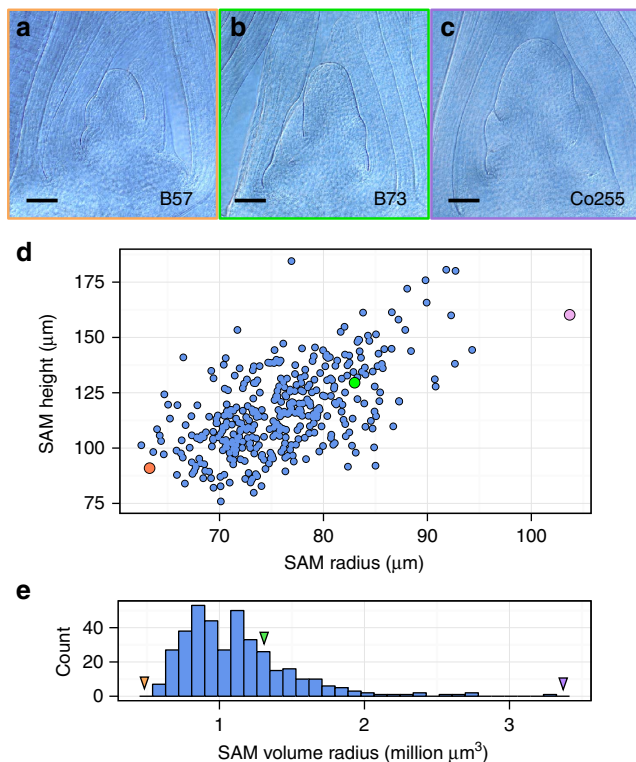 a
B57
b
B73
c
Co255
d
SAM height (μm)
175
150
125
100
75
70
80
90
100
SAM radius (μm)
e
Count
40
20
0
1
2
3
SAM volume radius (million μm³)